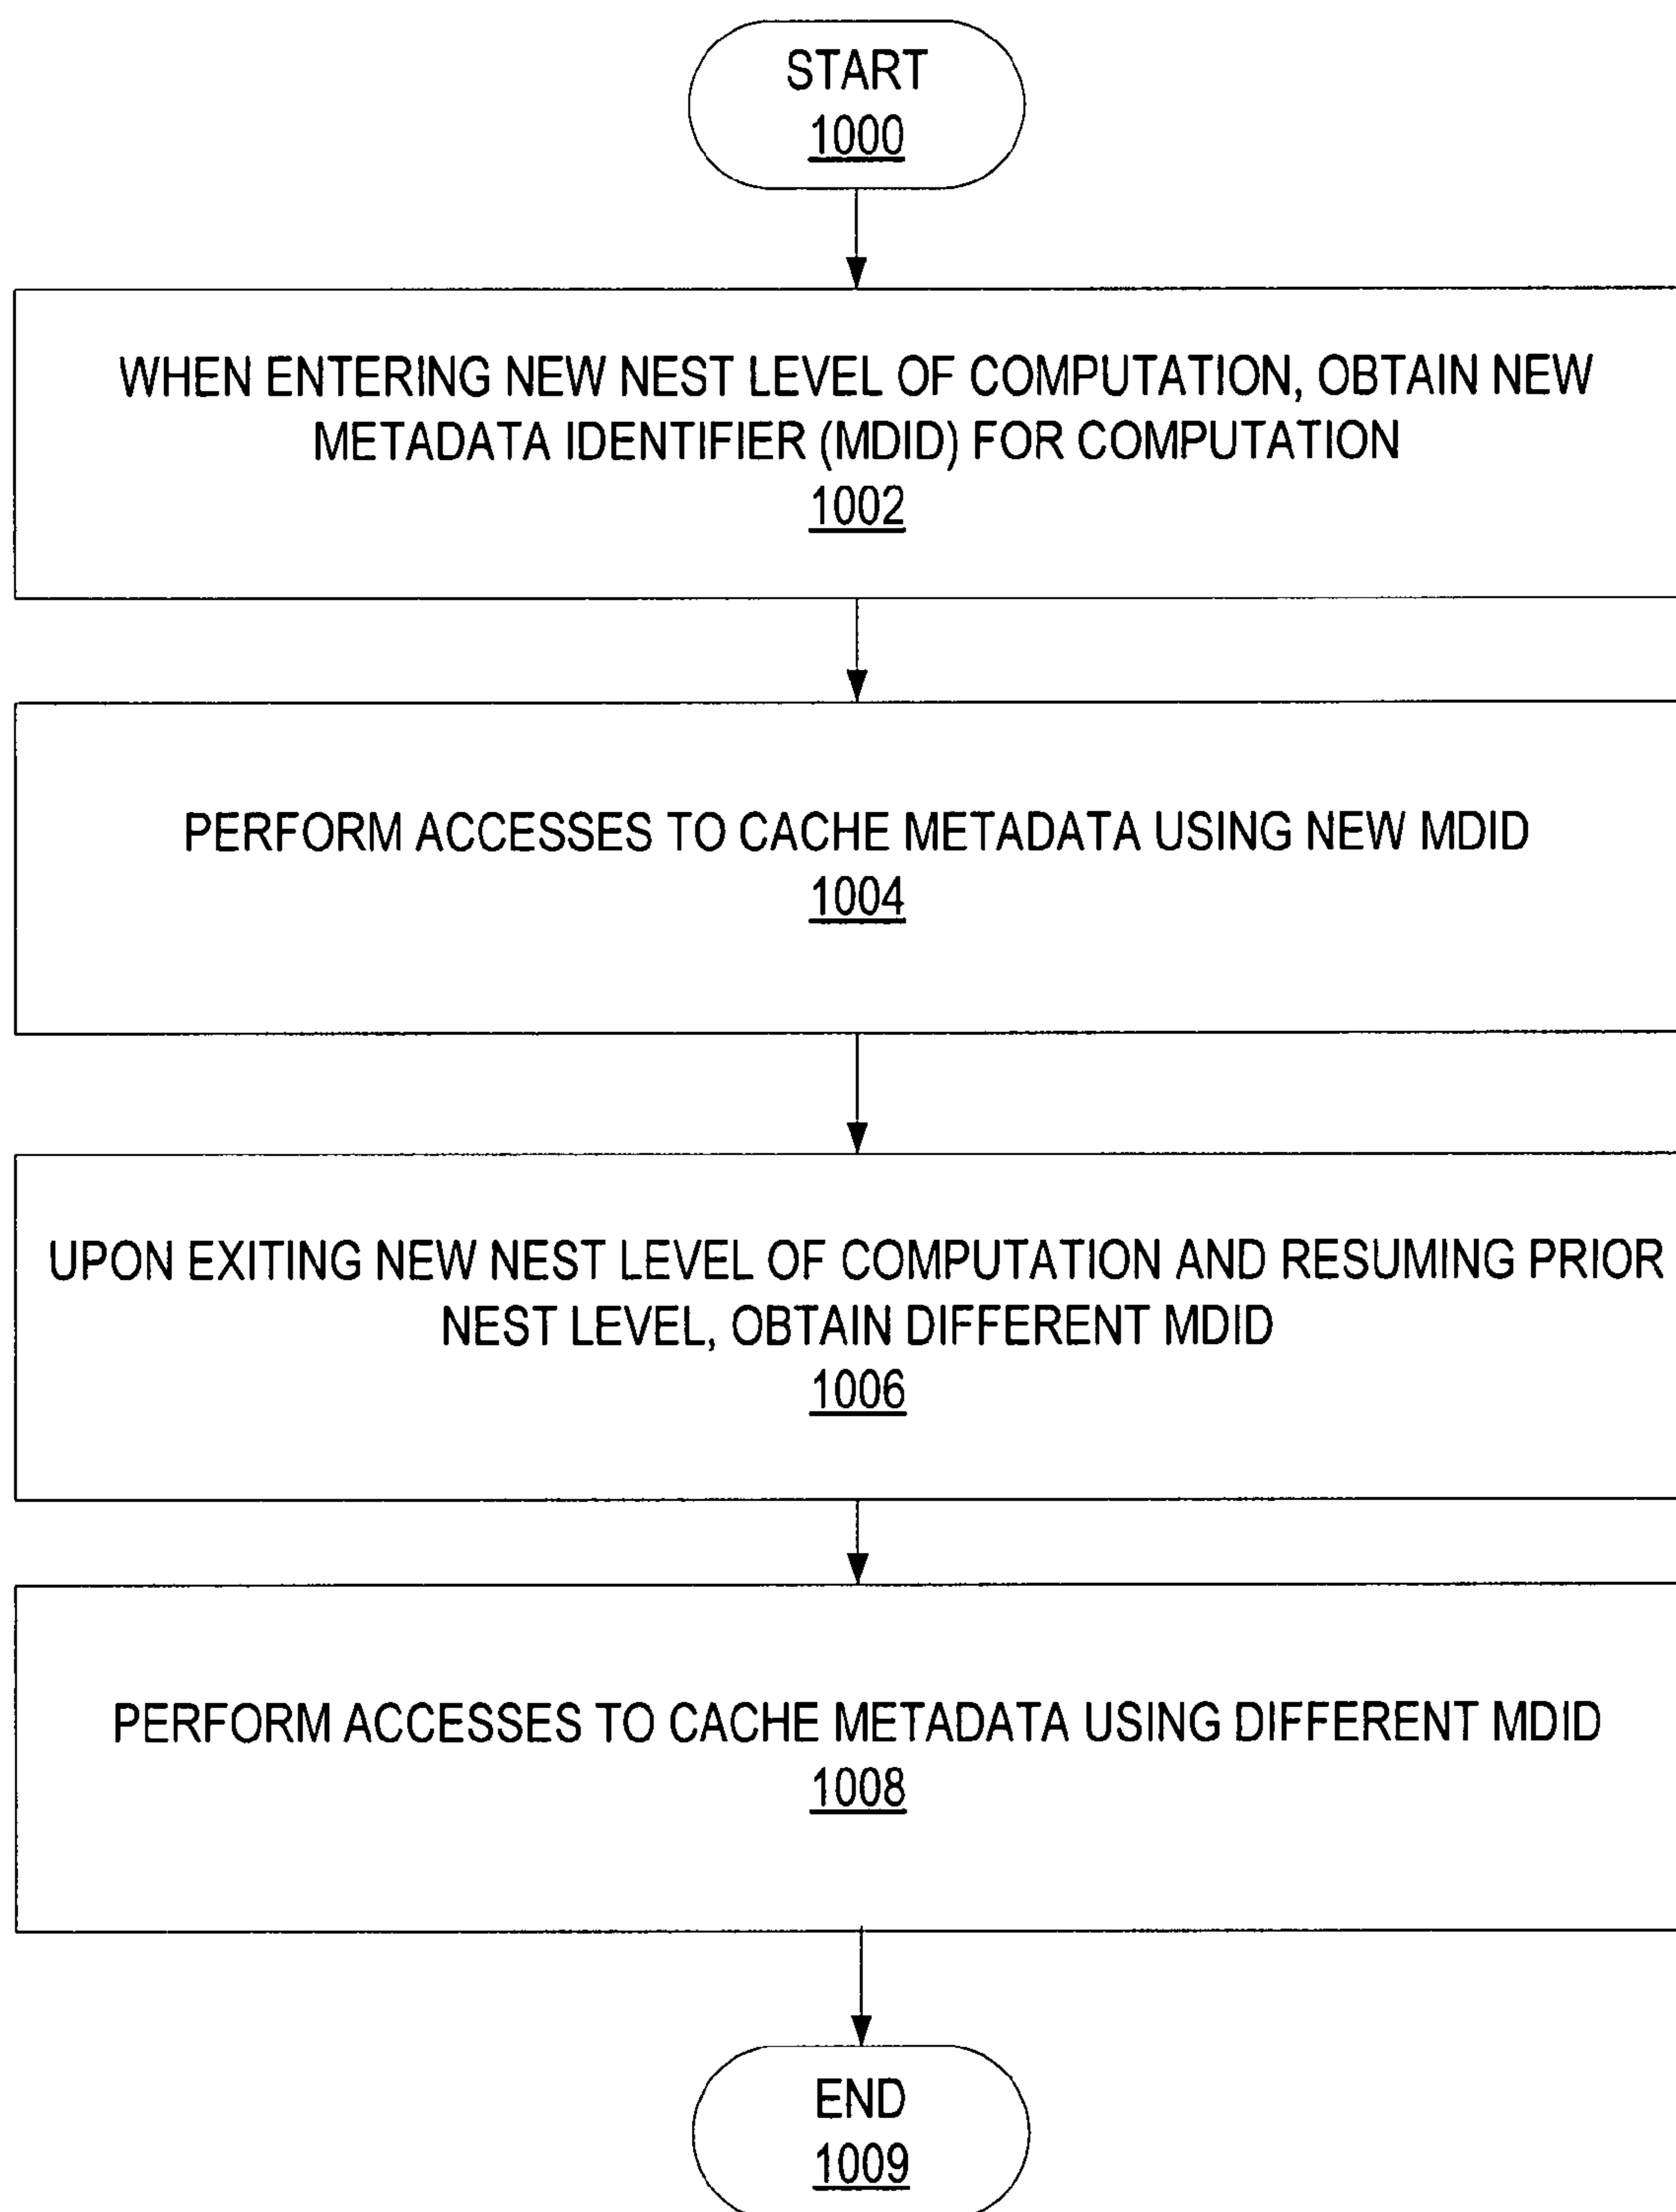 START
1000
WHEN ENTERING NEW NEST LEVEL OF COMPUTATION, OBTAIN NEW
METADATA IDENTIFIER (MDID) FOR COMPUTATION
1002
PERFORM ACCESSES TO CACHE METADATA USING NEW MDID
1004
UPON EXITING NEW NEST LEVEL OF COMPUTATION AND RESUMING PRIOR
NEST LEVEL, OBTAIN DIFFERENT MDID
1006
PERFORM ACCESSES TO CACHE METADATA USING DIFFERENT MDID
1008
END
1009